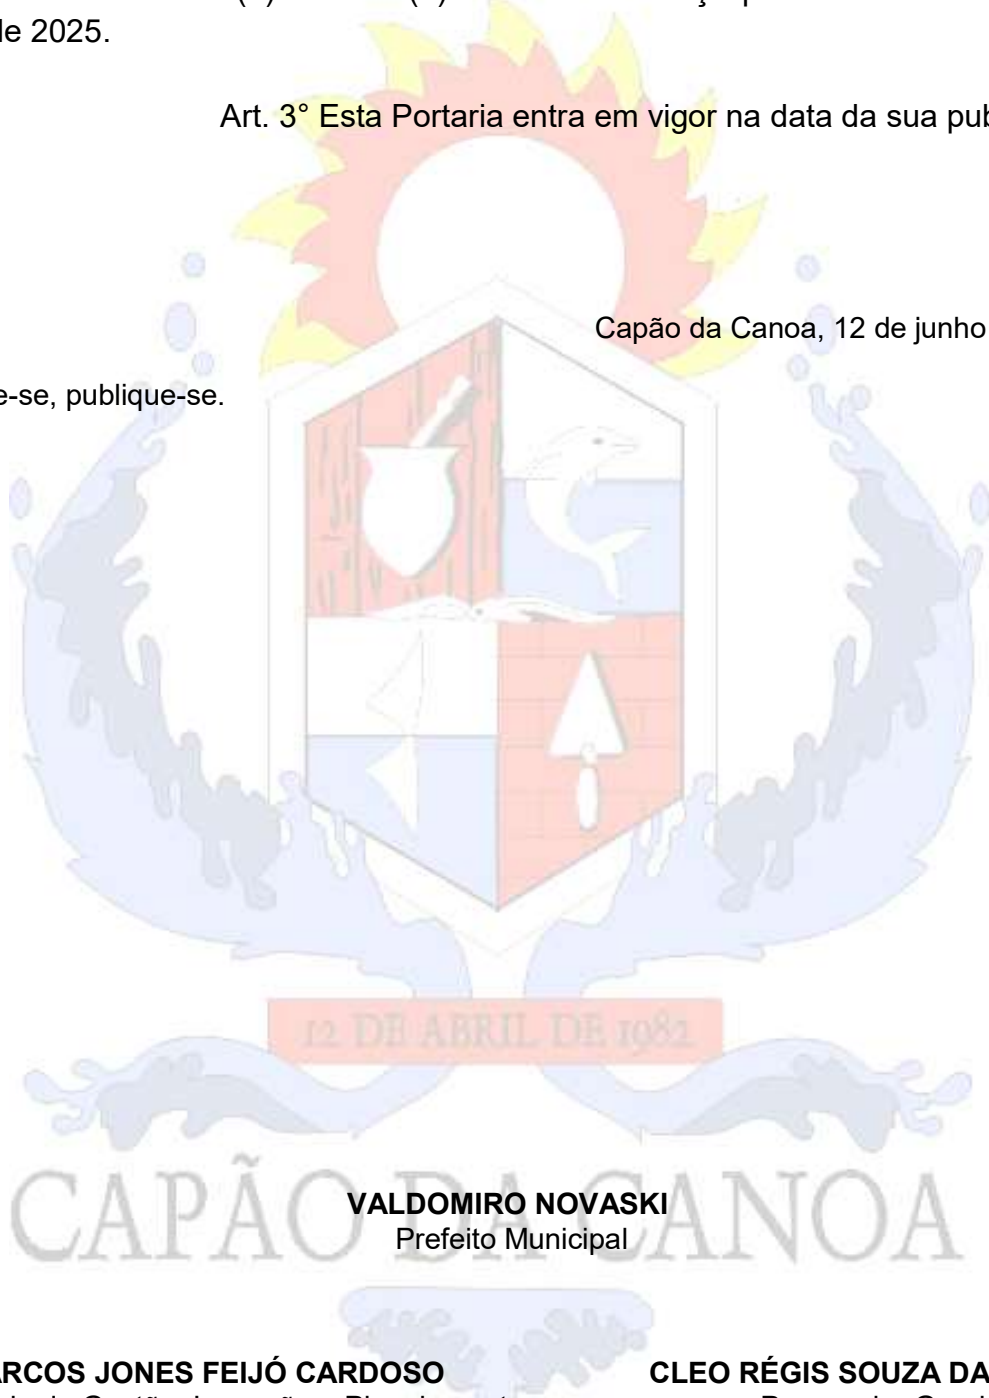 de 2025.
Art. 3° Esta Portaria entra em vigor na data da sua pub
Capão da Canoa, 12 de junho
e-se, publique-se.
12 DE ABRIL DE 1982
CAPÃO DA CANOA
VALDOMIRO NOVASKI
Prefeito Municipal
ARCOS JONES FEIJÓ CARDOSO
CLEO RÉGIS SOUZA DA